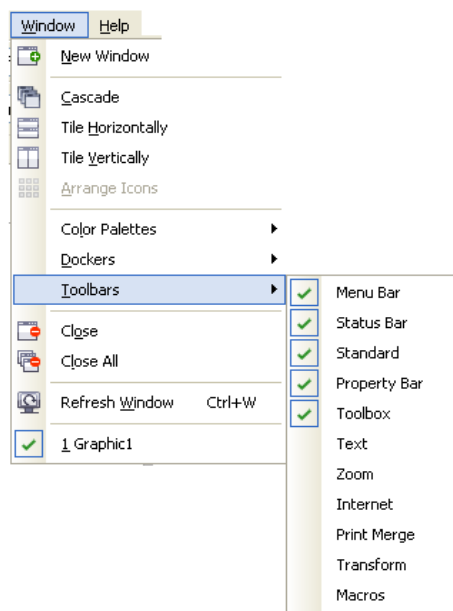 Window Help
New Window
Cascade
Tile Horizontally
Tile Vertically
Arrange Icons
Color Palettes
Dockers
Toolbars
Close
Close All
Refresh Window Ctrl+W
1 Graphic1
Menu Bar
Status Bar
Standard
Property Bar
Toolbox
Text
Zoom
Internet
Print Merge
Transform
Macros